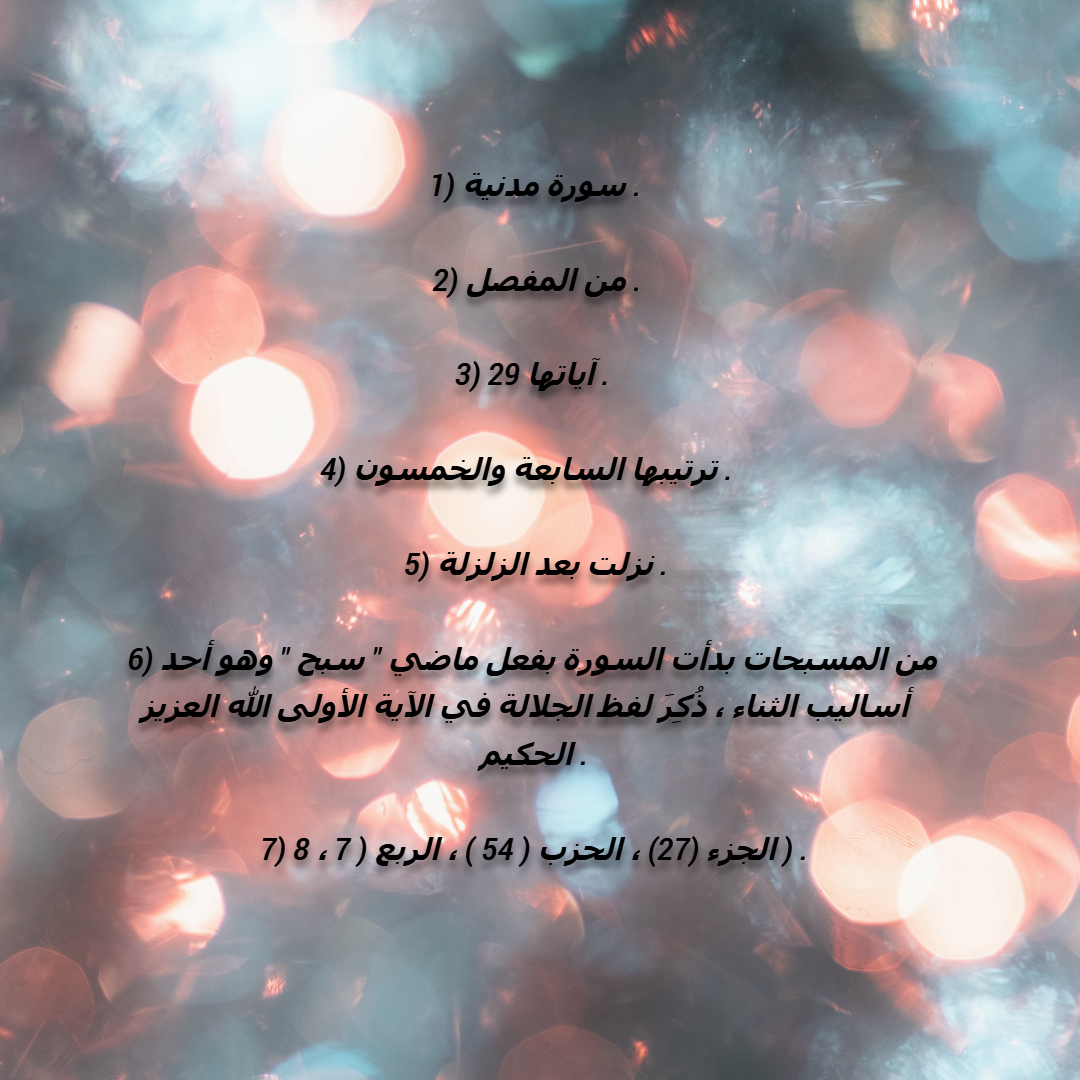 1) سورة مدنية .
2) من المفصل .
3) آياتها 29 .
4) ترتيبها السابعة والخمسون .
5) نزلت بعد الزلزلة .
6) من المسبحات بدأت السورة بفعل ماضي " سبح " وهو أحد
أساليب الثناء ، ذُكِرَ لفظ الجلالة في الآية الأولى الله العزيز
الحكيم .
7) الجزء (27) ، الحزب ( 54 ) ، الربع ( 7 ، 8 ) .